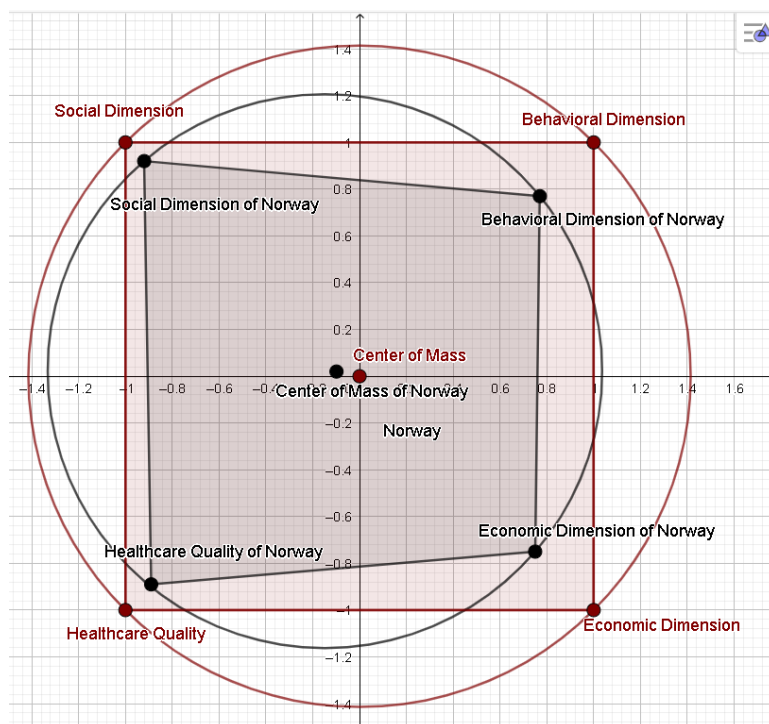 1.4
1.2
Social Dimension
Behavioral Dimension
1
0.8
Social Dimension of Norway
Behavioral Dimension of Norway
0.6
0.4
0.2
Center of Mass
–1.4 –1.2 –1 –0.8 –0.6 –0.4 0.6 0.8 1 1.2 1.4 1.6
Center of Mass of Norway
–0.2
Norway
–0.4
–0.6
Economic Dimension of Norway
Healthcare Quality of Norway
–0.8
–1
Healthcare Quality
Economic Dimension
–1.2
–1.4